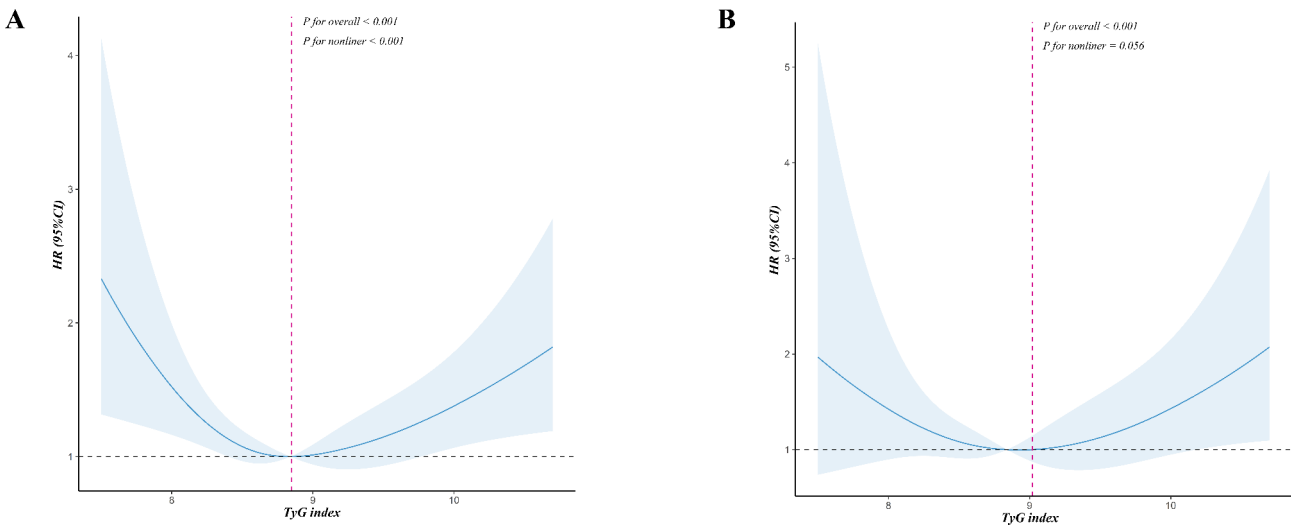 A
P for overall < 0.001
P for nonliner < 0.001
4
3
2
1
HR (95%CI)
8
9
10
TyG index
B
P for overall < 0.001
P for nonliner = 0.056
5
4
3
2
1
HR (95%CI)
8
9
10
TyG index